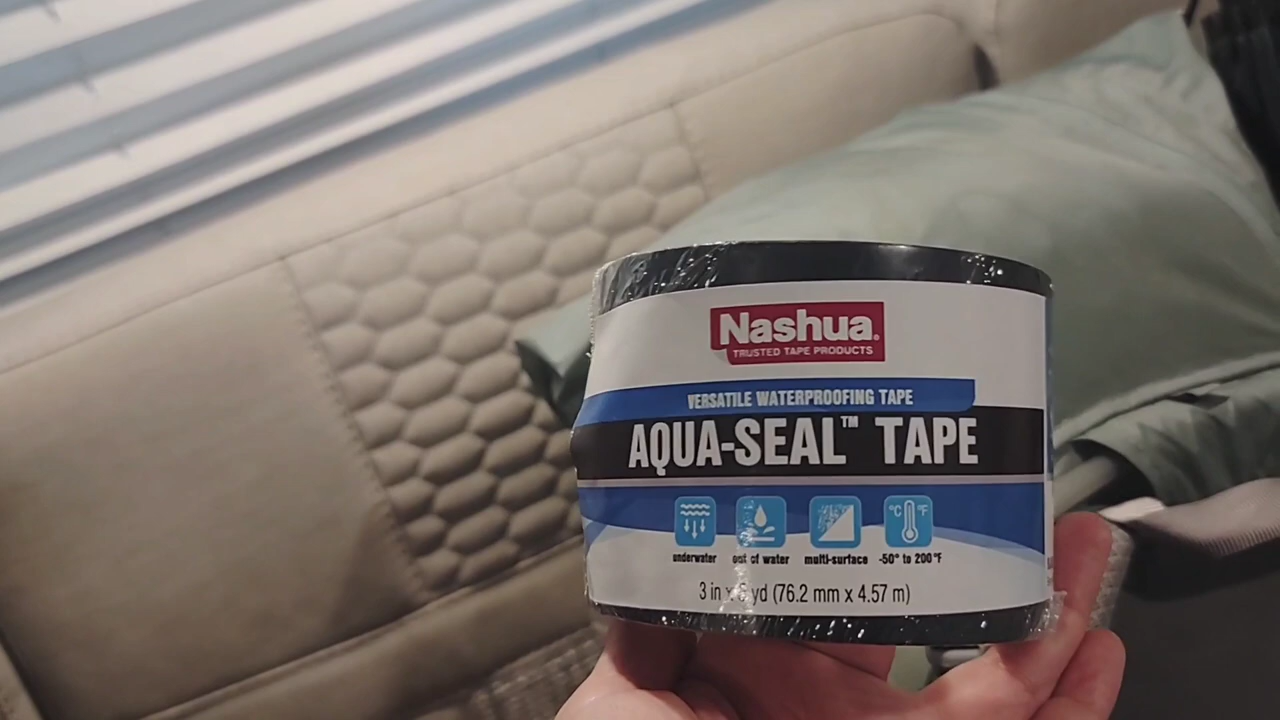 Nashua®
TRUSTED TAPE PRODUCTS
VERSATILE WATERPROOFING TAPE
AQUA-SEAL™ TAPE
°C °F
underwater out of water multi-surface -50° to 200°F
3 in x 5 yd (76.2 mm x 4.57 m)